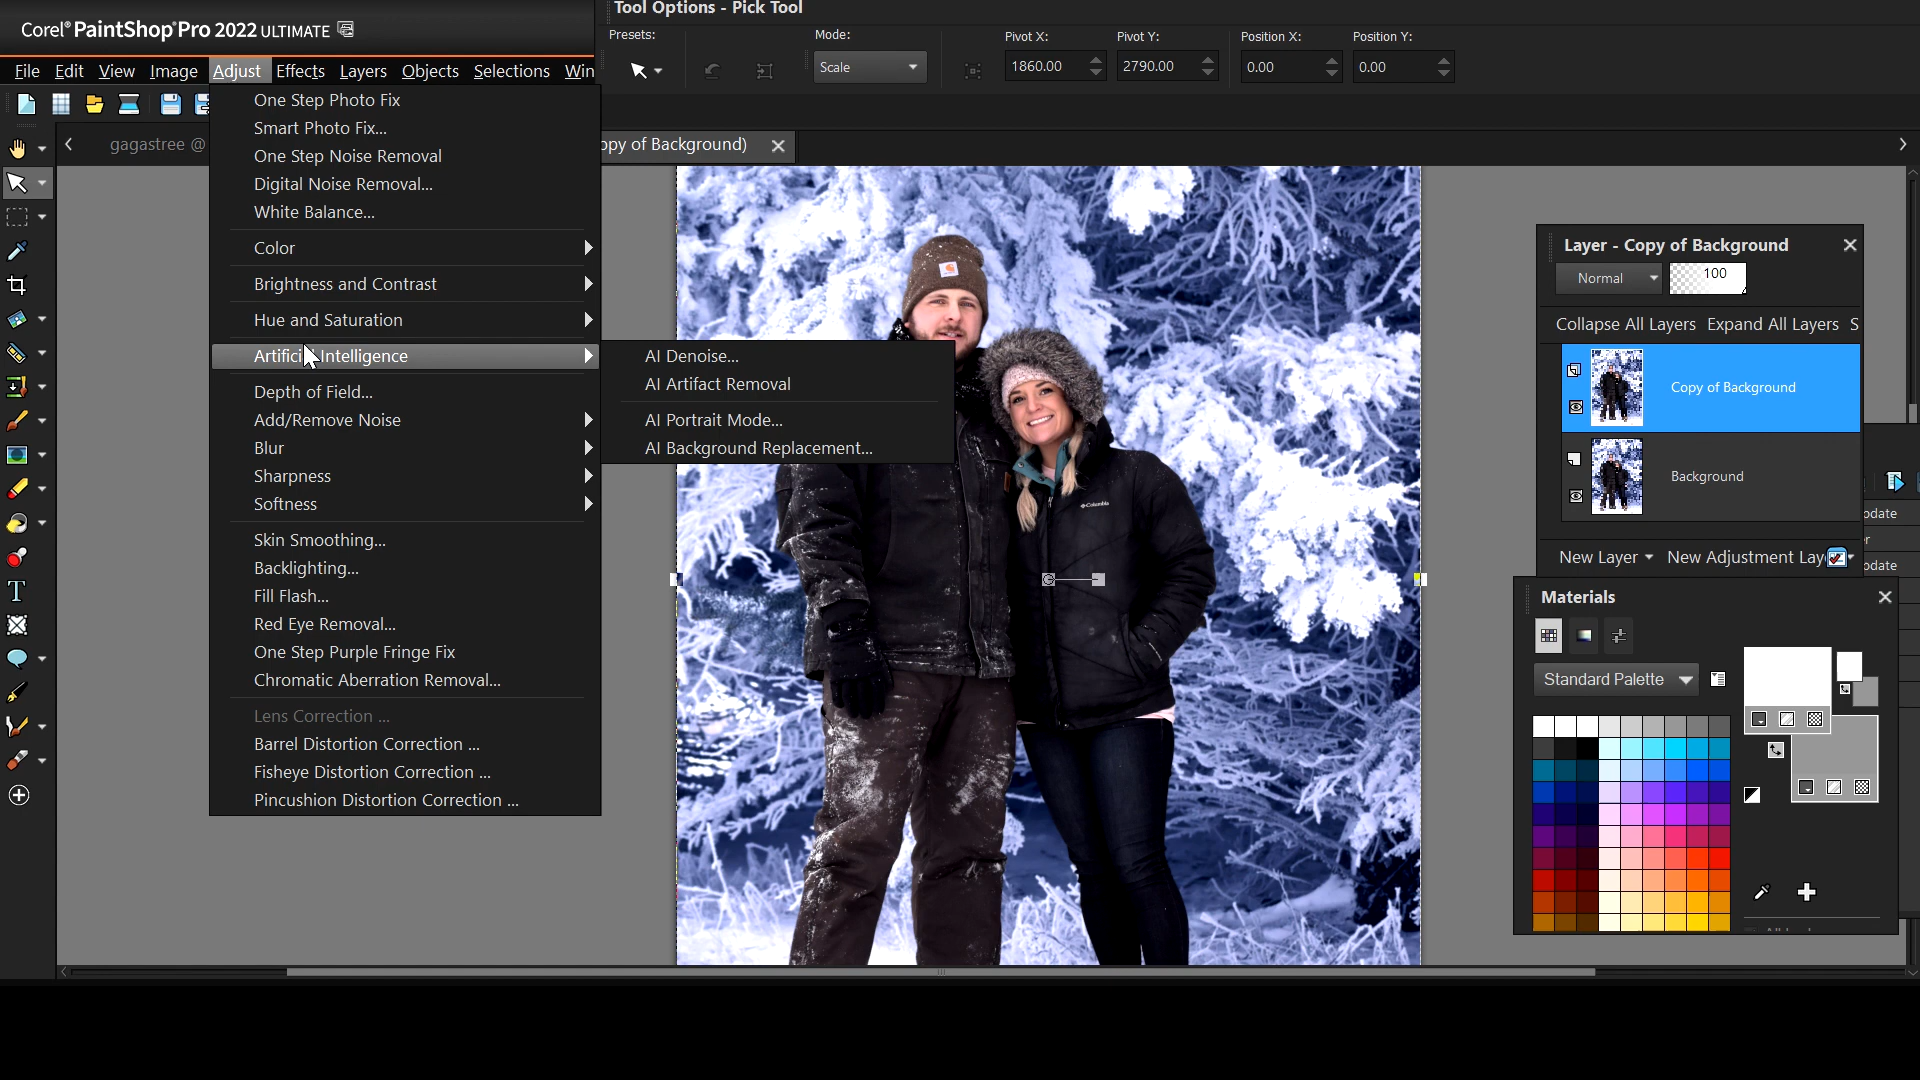 Corel® PaintShop® Pro 2022 ULTIMATE
Tool Options - Pick Tool
Presets:
Mode:
Scale
Pivot X:
1860.00
Pivot Y:
2790.00
Position X:
0.00
Position Y:
0.00
File Edit View Image Adjust Effects Layers Objects Selections Win
gagastree @
opy of Background)
One Step Photo Fix
Smart Photo Fix...
One Step Noise Removal
Digital Noise Removal...
White Balance...
Color
Brightness and Contrast
Hue and Saturation
Artificial Intelligence
Depth of Field...
Add/Remove Noise
Blur
Sharpness
Softness
Skin Smoothing...
Backlighting...
Fill Flash...
Red Eye Removal...
One Step Purple Fringe Fix
Chromatic Aberration Removal...
Lens Correction ...
Barrel Distortion Correction ...
Fisheye Distortion Correction ...
Pincushion Distortion Correction ...
AI Denoise...
AI Artifact Removal
AI Portrait Mode...
AI Background Replacement...
carhartt
Columbia
Layer - Copy of Background
Normal
100
Collapse All Layers Expand All Layers S
Copy of Background
Background
New Layer New Adjustment Lay
pdate
er
pdate
Materials
Standard Palette